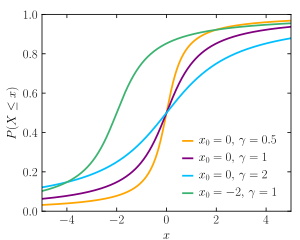 1.0
0.8
0.6
0.4
0.2
0.0
P(X ≤ x)
x₀ = 0, γ = 0.5
x₀ = 0, γ = 1
x₀ = 0, γ = 2
x₀ = −2, γ = 1
−4 −2 0 2 4
x